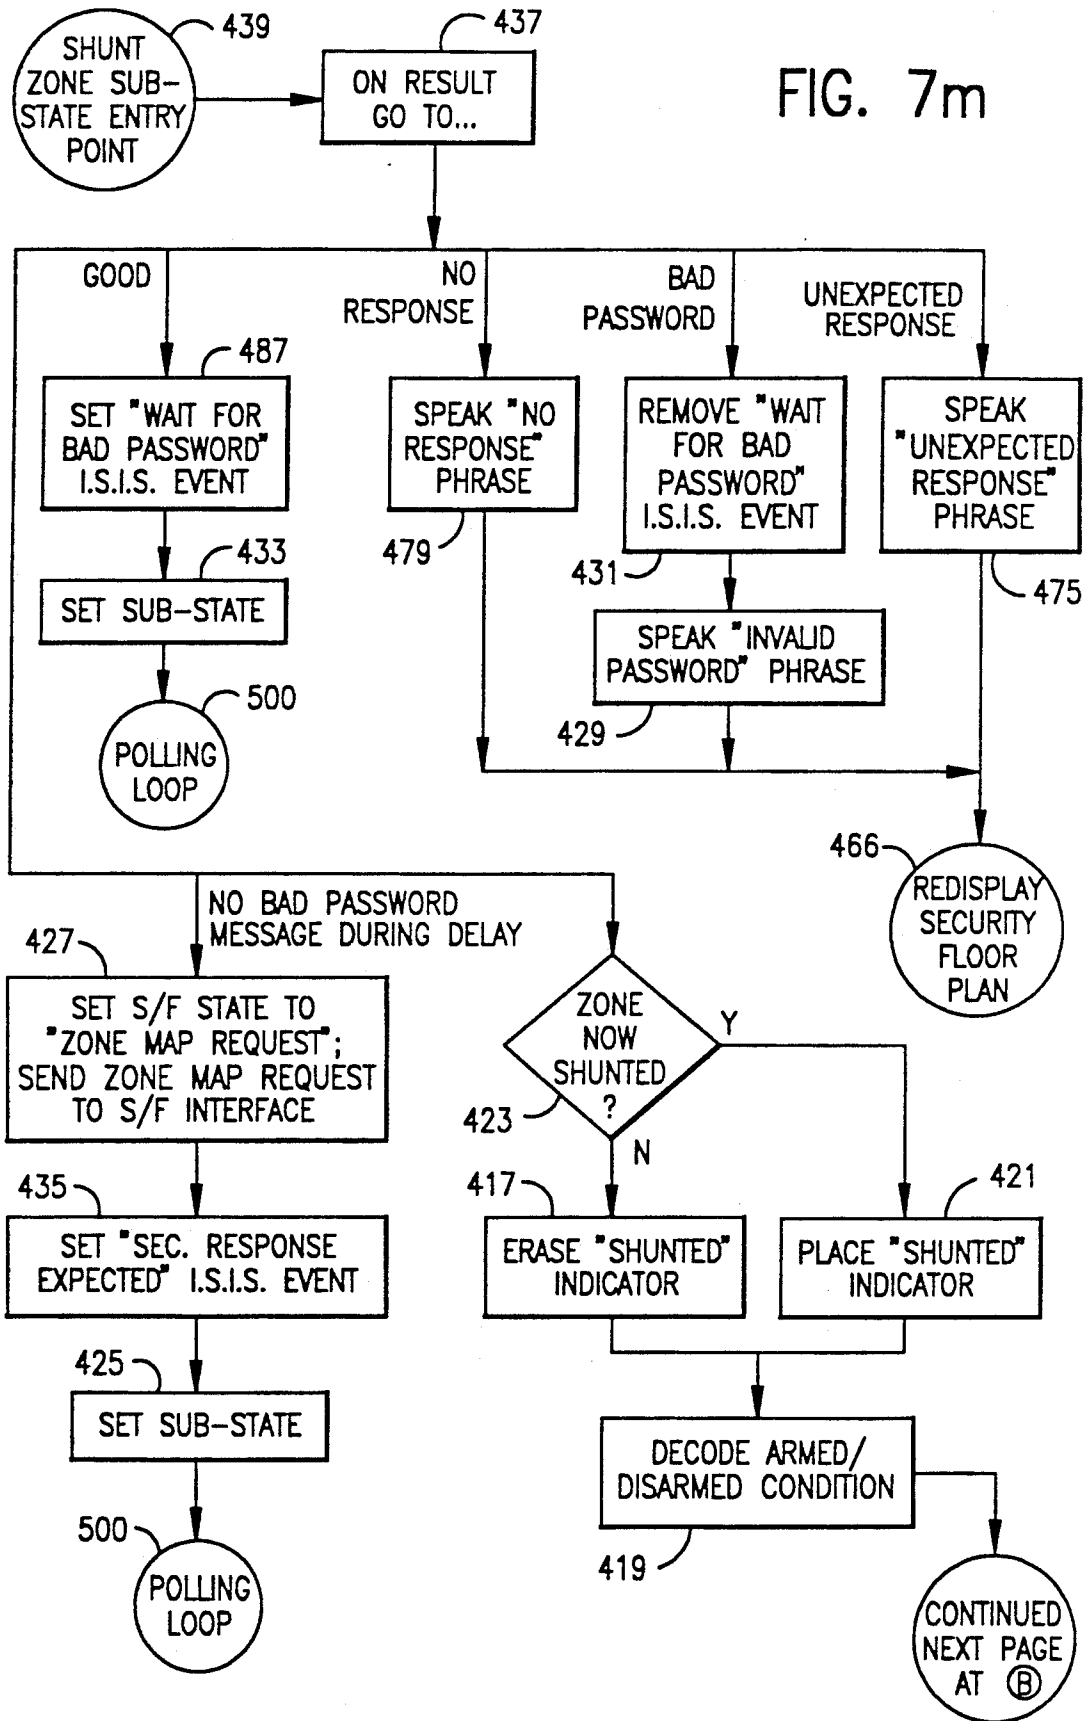 439
SHUNT
ZONE SUB-
STATE ENTRY
POINT
437
ON RESULT
GO TO...
FIG. 7m
GOOD
NO
RESPONSE
BAD
PASSWORD
UNEXPECTED
RESPONSE
487
SET "WAIT FOR
BAD PASSWORD"
I.S.I.S. EVENT
SPEAK "NO
RESPONSE"
PHRASE
479
REMOVE "WAIT
FOR BAD
PASSWORD"
I.S.I.S. EVENT
431
SPEAK
"UNEXPECTED
RESPONSE"
PHRASE
475
433
SET SUB-STATE
SPEAK "INVALID
PASSWORD" PHRASE
429
500
POLLING
LOOP
466
REDISPLAY
SECURITY
FLOOR
PLAN
NO BAD PASSWORD
MESSAGE DURING DELAY
427
SET S/F STATE TO
"ZONE MAP REQUEST";
SEND ZONE MAP REQUEST
TO S/F INTERFACE
ZONE
NOW
SHUNTED
?
423
Y
N
435
SET "SEC. RESPONSE
EXPECTED" I.S.I.S. EVENT
417
ERASE "SHUNTED"
INDICATOR
421
PLACE "SHUNTED"
INDICATOR
425
SET SUB-STATE
DECODE ARMED/
DISARMED CONDITION
419
500
POLLING
LOOP
CONTINUED
NEXT PAGE
AT Ⓑ